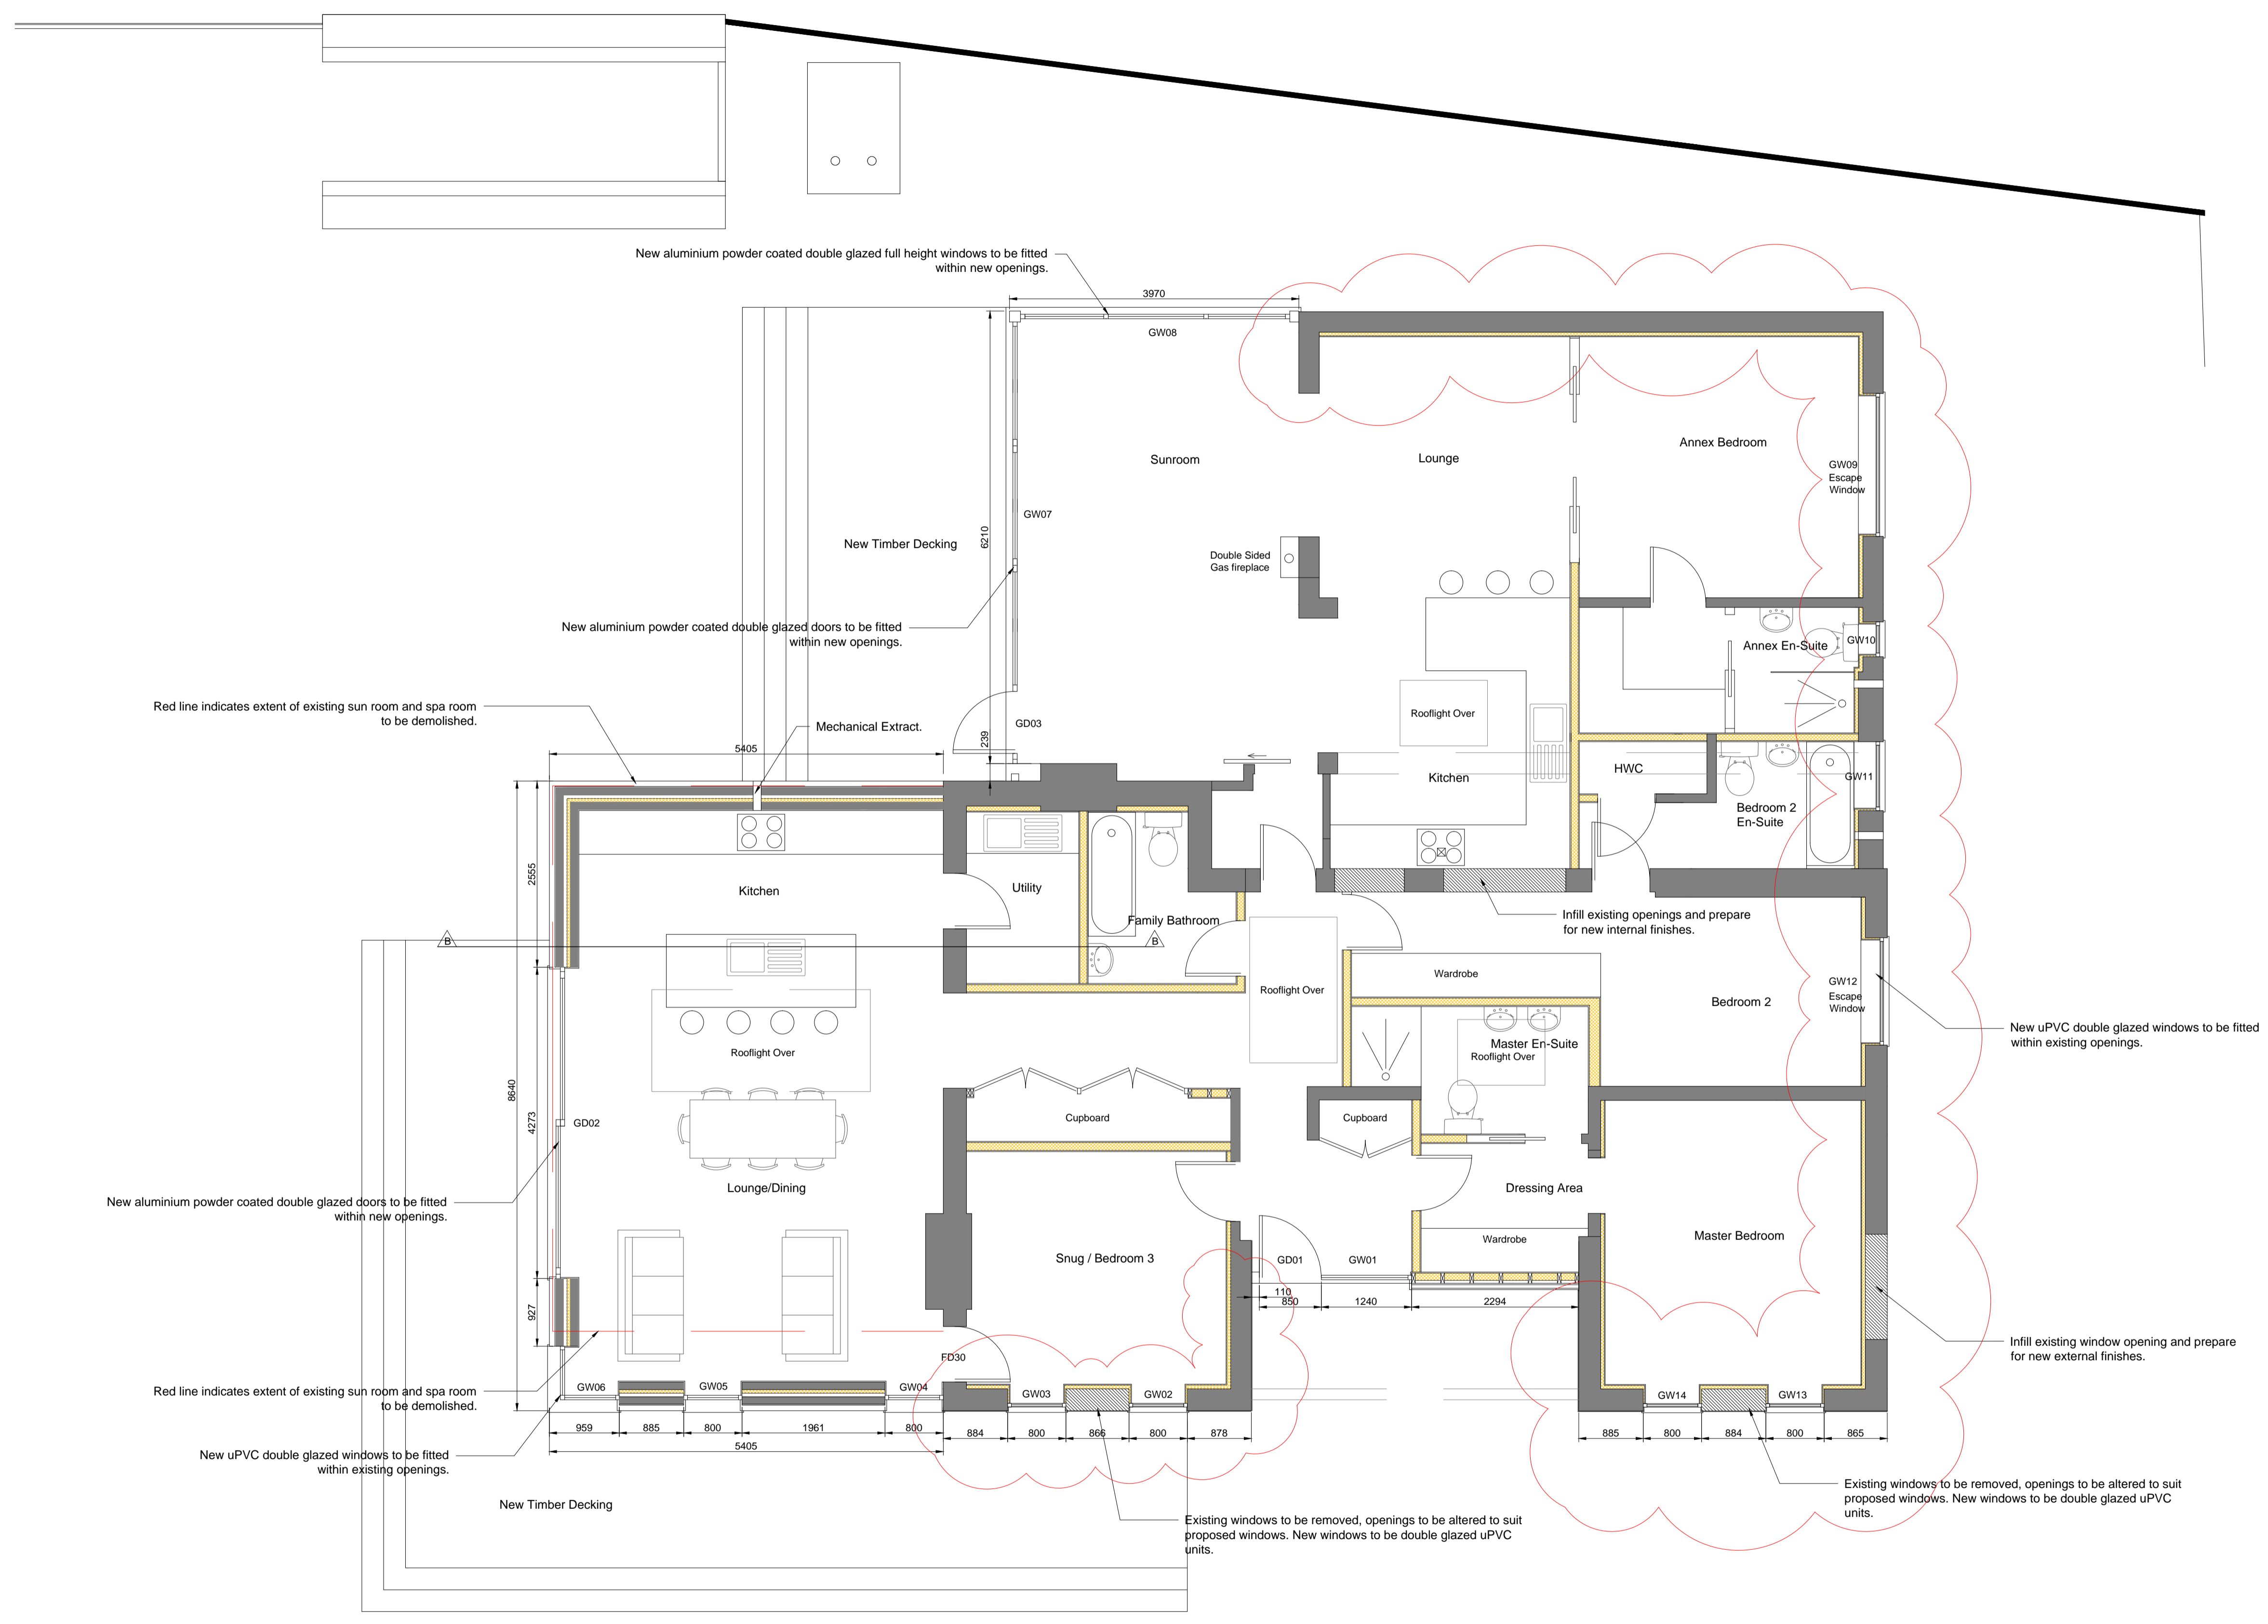 New aluminium powder coated double glazed full height windows to be fitted
within new openings.
3970
GW08
Annex Bedroom
Sunroom
Lounge
GW09
Escape
Window
GW07
6210
New Timber Decking
Double Sided
Gas fireplace
New aluminium powder coated double glazed doors to be fitted
within new openings.
Annex En-Suite
GW10
Red line indicates extent of existing sun room and spa room
to be demolished.
Rooflight Over
Mechanical Extract.
GD03
239
5405
HWC
Kitchen
GW11
Bedroom 2
En-Suite
2555
Kitchen
Utility
Family Bathroom
Infill existing openings and prepare
for new internal finishes.
B
B
Wardrobe
Rooflight Over
Bedroom 2
GW12
Escape
Window
New uPVC double glazed windows to be fitted
within existing openings.
Master En-Suite
Rooflight Over
Rooflight Over
8640
4273
GD02
Cupboard
Cupboard
Lounge/Dining
Dressing Area
New aluminium powder coated double glazed doors to be fitted
within new openings.
Master Bedroom
Wardrobe
Snug / Bedroom 3
GD01
GW01
110
850
1240
2294
927
Infill existing window opening and prepare
for new external finishes.
FD30
Red line indicates extent of existing sun room and spa room
to be demolished.
GW06
GW05
GW04
GW03
GW02
GW14
GW13
959
885
800
1961
800
884
800
866
800
878
885
800
884
800
865
5405
New uPVC double glazed windows to be fitted
within existing openings.
Existing windows to be removed, openings to be altered to suit
proposed windows. New windows to be double glazed uPVC
units.
New Timber Decking
Existing windows to be removed, openings to be altered to suit
proposed windows. New windows to be double glazed uPVC
units.